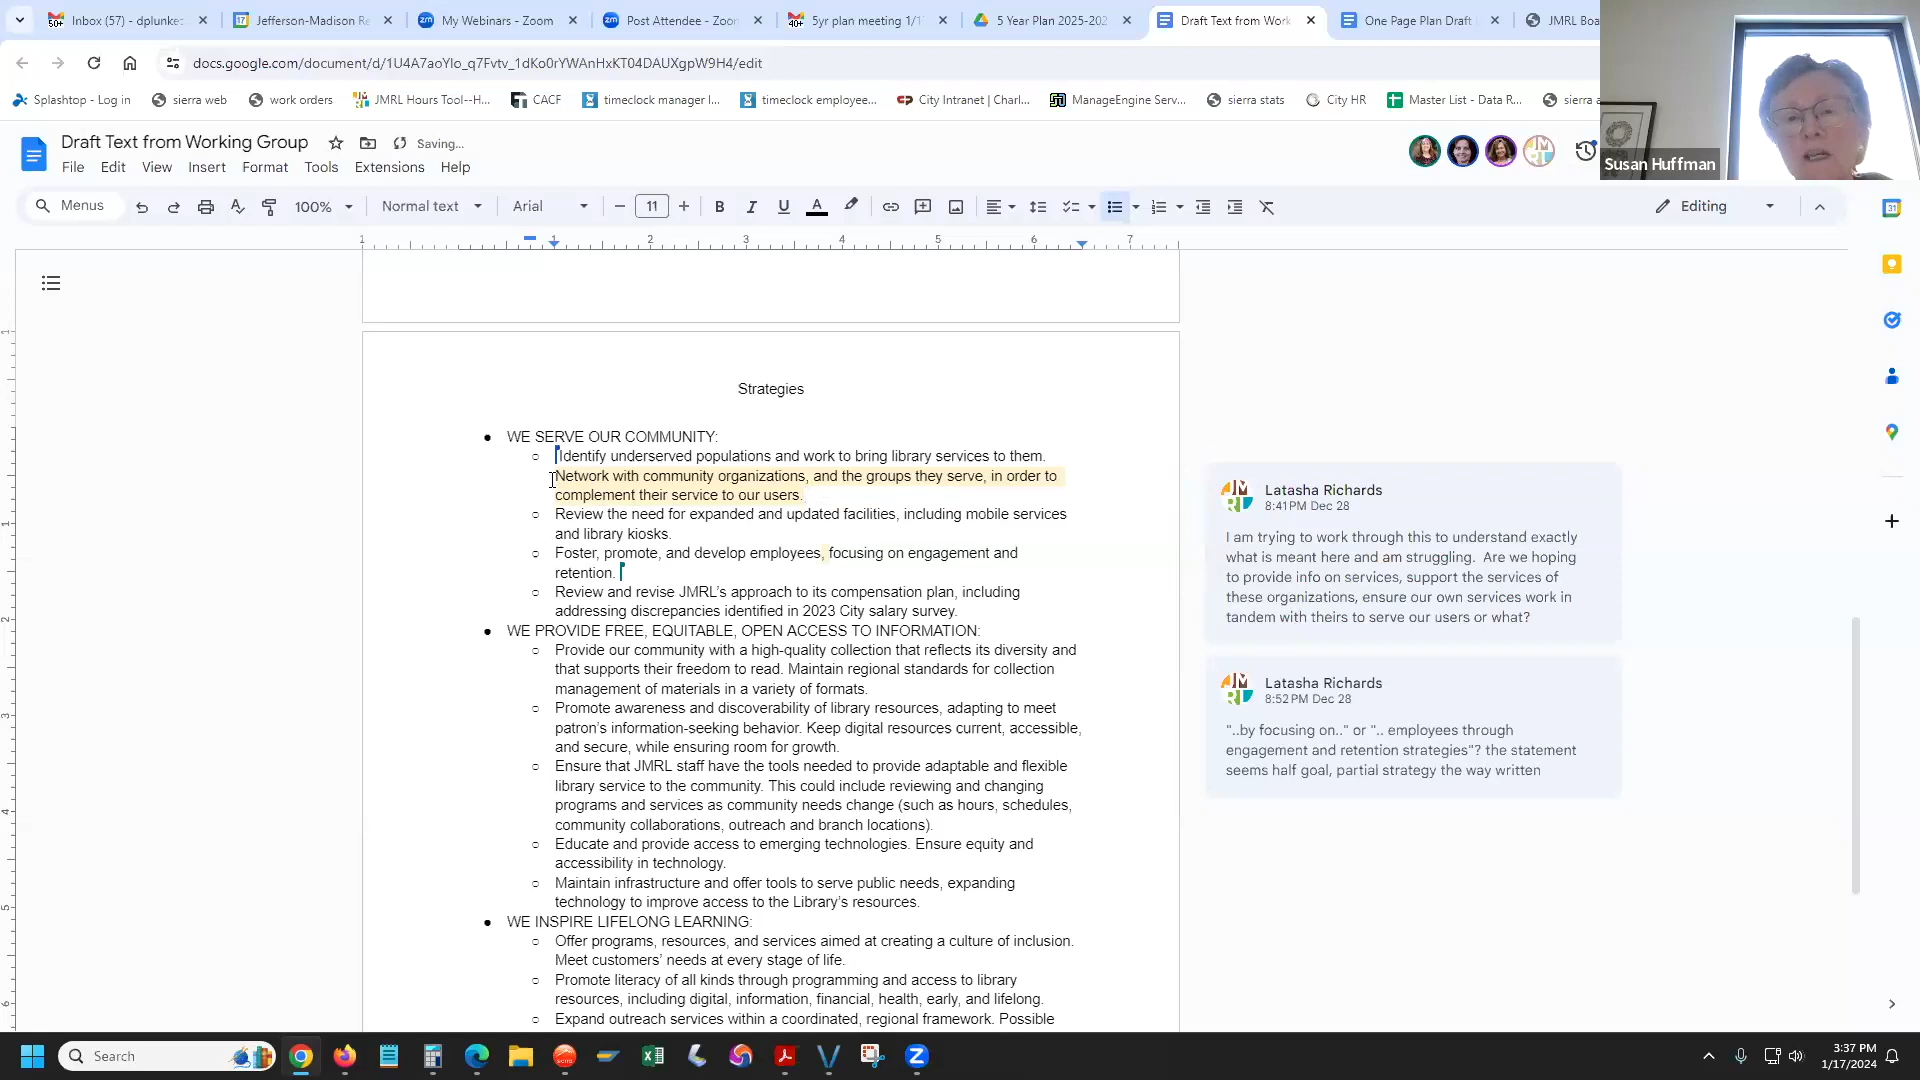 50+ Inbox (57) - dplunke
17 Jefferson-Madison Re
zm My Webinars - Zoom
zm Post Attendee - Zoom
40+ 5yr plan meeting 1/1
5 Year Plan 2025-202
Draft Text from Work
One Page Plan Draft
JMRL Boa
docs.google.com/document/d/1U4A7aoYlo_q7Fvtv_1dKo0rYWAnHxKT04DAUXgpW9H4/edit
Splashtop - Log in
sierra web
work orders
JMRL Hours Tool--H...
CACF
timeclock manager l...
timeclock employee...
City Intranet | Charl...
ManageEngine Serv...
sierra stats
City HR
Master List - Data R...
sierra a
Draft Text from Working Group
Saving...
File Edit View Insert Format Tools Extensions Help
Susan Huffman
Menus 100% Normal text Arial 11 B I U A Editing
31
1 1 2 3 4 5 6 7
Strategies
WE SERVE OUR COMMUNITY:
Identify underserved populations and work to bring library services to them.
Network with community organizations, and the groups they serve, in order to
complement their service to our users.
Review the need for expanded and updated facilities, including mobile services
and library kiosks.
Foster, promote, and develop employees, focusing on engagement and
retention.
Review and revise JMRL's approach to its compensation plan, including
addressing discrepancies identified in 2023 City salary survey.
WE PROVIDE FREE, EQUITABLE, OPEN ACCESS TO INFORMATION:
Provide our community with a high-quality collection that reflects its diversity and
that supports their freedom to read. Maintain regional standards for collection
management of materials in a variety of formats.
Promote awareness and discoverability of library resources, adapting to meet
patron's information-seeking behavior. Keep digital resources current, accessible,
and secure, while ensuring room for growth.
Ensure that JMRL staff have the tools needed to provide adaptable and flexible
library service to the community. This could include reviewing and changing
programs and services as community needs change (such as hours, schedules,
community collaborations, outreach and branch locations).
Educate and provide access to emerging technologies. Ensure equity and
accessibility in technology.
Maintain infrastructure and offer tools to serve public needs, expanding
technology to improve access to the Library's resources.
WE INSPIRE LIFELONG LEARNING:
Offer programs, resources, and services aimed at creating a culture of inclusion.
Meet customers' needs at every stage of life.
Promote literacy of all kinds through programming and access to library
resources, including digital, information, financial, health, early, and lifelong.
Expand outreach services within a coordinated, regional framework. Possible
Latasha Richards
8:41 PM Dec 28
I am trying to work through this to understand exactly
what is meant here and am struggling. Are we hoping
to provide info on services, support the services of
these organizations, ensure our own services work in
tandem with theirs to serve our users or what?
Latasha Richards
8:52 PM Dec 28
"..by focusing on.." or ".. employees through
engagement and retention strategies"? the statement
seems half goal, partial strategy the way written
1
1
2
3
4
5
6
Search
3:37 PM
1/17/2024